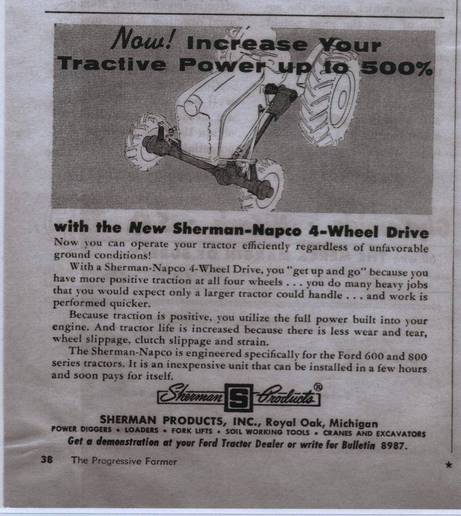 Now! Increase Your
Tractive Power up to 500%
with the New Sherman-Napco 4-Wheel Drive
Now you can operate your tractor efficiently regardless of unfavorable
ground conditions!
With a Sherman-Napco 4-Wheel Drive, you "get up and go" because you
have more positive traction at all four wheels . . . you do many heavy jobs
that you would expect only a larger tractor could handle . . . and work is
performed quicker.
Because traction is positive, you utilize the full power built into your
engine. And tractor life is increased because there is less wear and tear,
wheel slippage, clutch slippage and strain.
The Sherman-Napco is engineered specifically for the Ford 600 and 800
series tractors. It is an inexpensive unit that can be installed in a few hours
and soon pays for itself.
Sherman S Products®
SHERMAN PRODUCTS, INC., Royal Oak, Michigan
POWER DIGGERS • LOADERS • FORK LIFTS • SOIL WORKING TOOLS • CRANES AND EXCAVATORS
Get a demonstration at your Ford Tractor Dealer or write for Bulletin 8987.
38 The Progressive Farmer